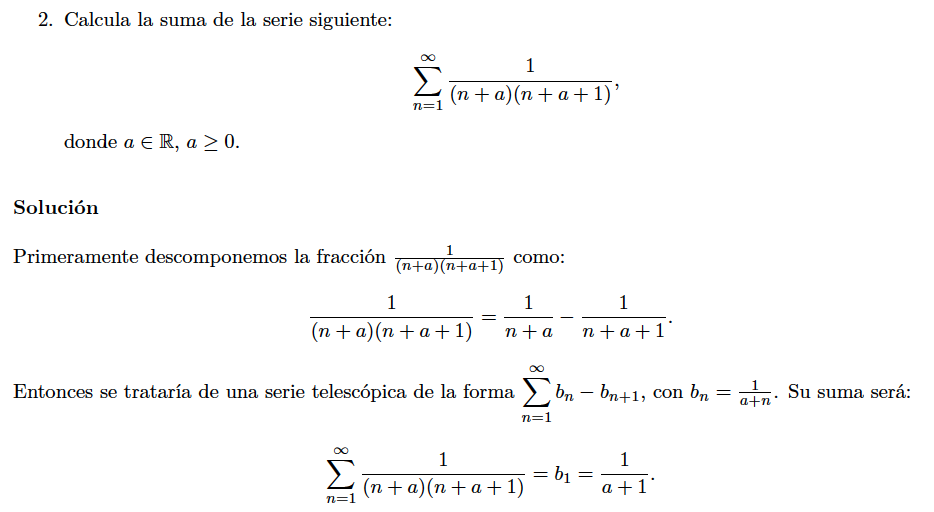 2. Calcula la suma de la serie siguiente:
$$\sum_{n=1}^{\infty} \frac{1}{(n+a)(n+a+1)},$$
donde $a \in \mathbb{R}$, $a \geq 0$.
Solución
Primeramente descomponemos la fracción $\frac{1}{(n+a)(n+a+1)}$ como:
$$\frac{1}{(n+a)(n+a+1)} = \frac{1}{n+a} - \frac{1}{n+a+1}.$$
Entonces se trataría de una serie telescópica de la forma $\sum_{n=1}^{\infty} b_n - b_{n+1}$, con $b_n = \frac{1}{a+n}$. Su suma será:
$$\sum_{n=1}^{\infty} \frac{1}{(n+a)(n+a+1)} = b_1 = \frac{1}{a+1}.$$